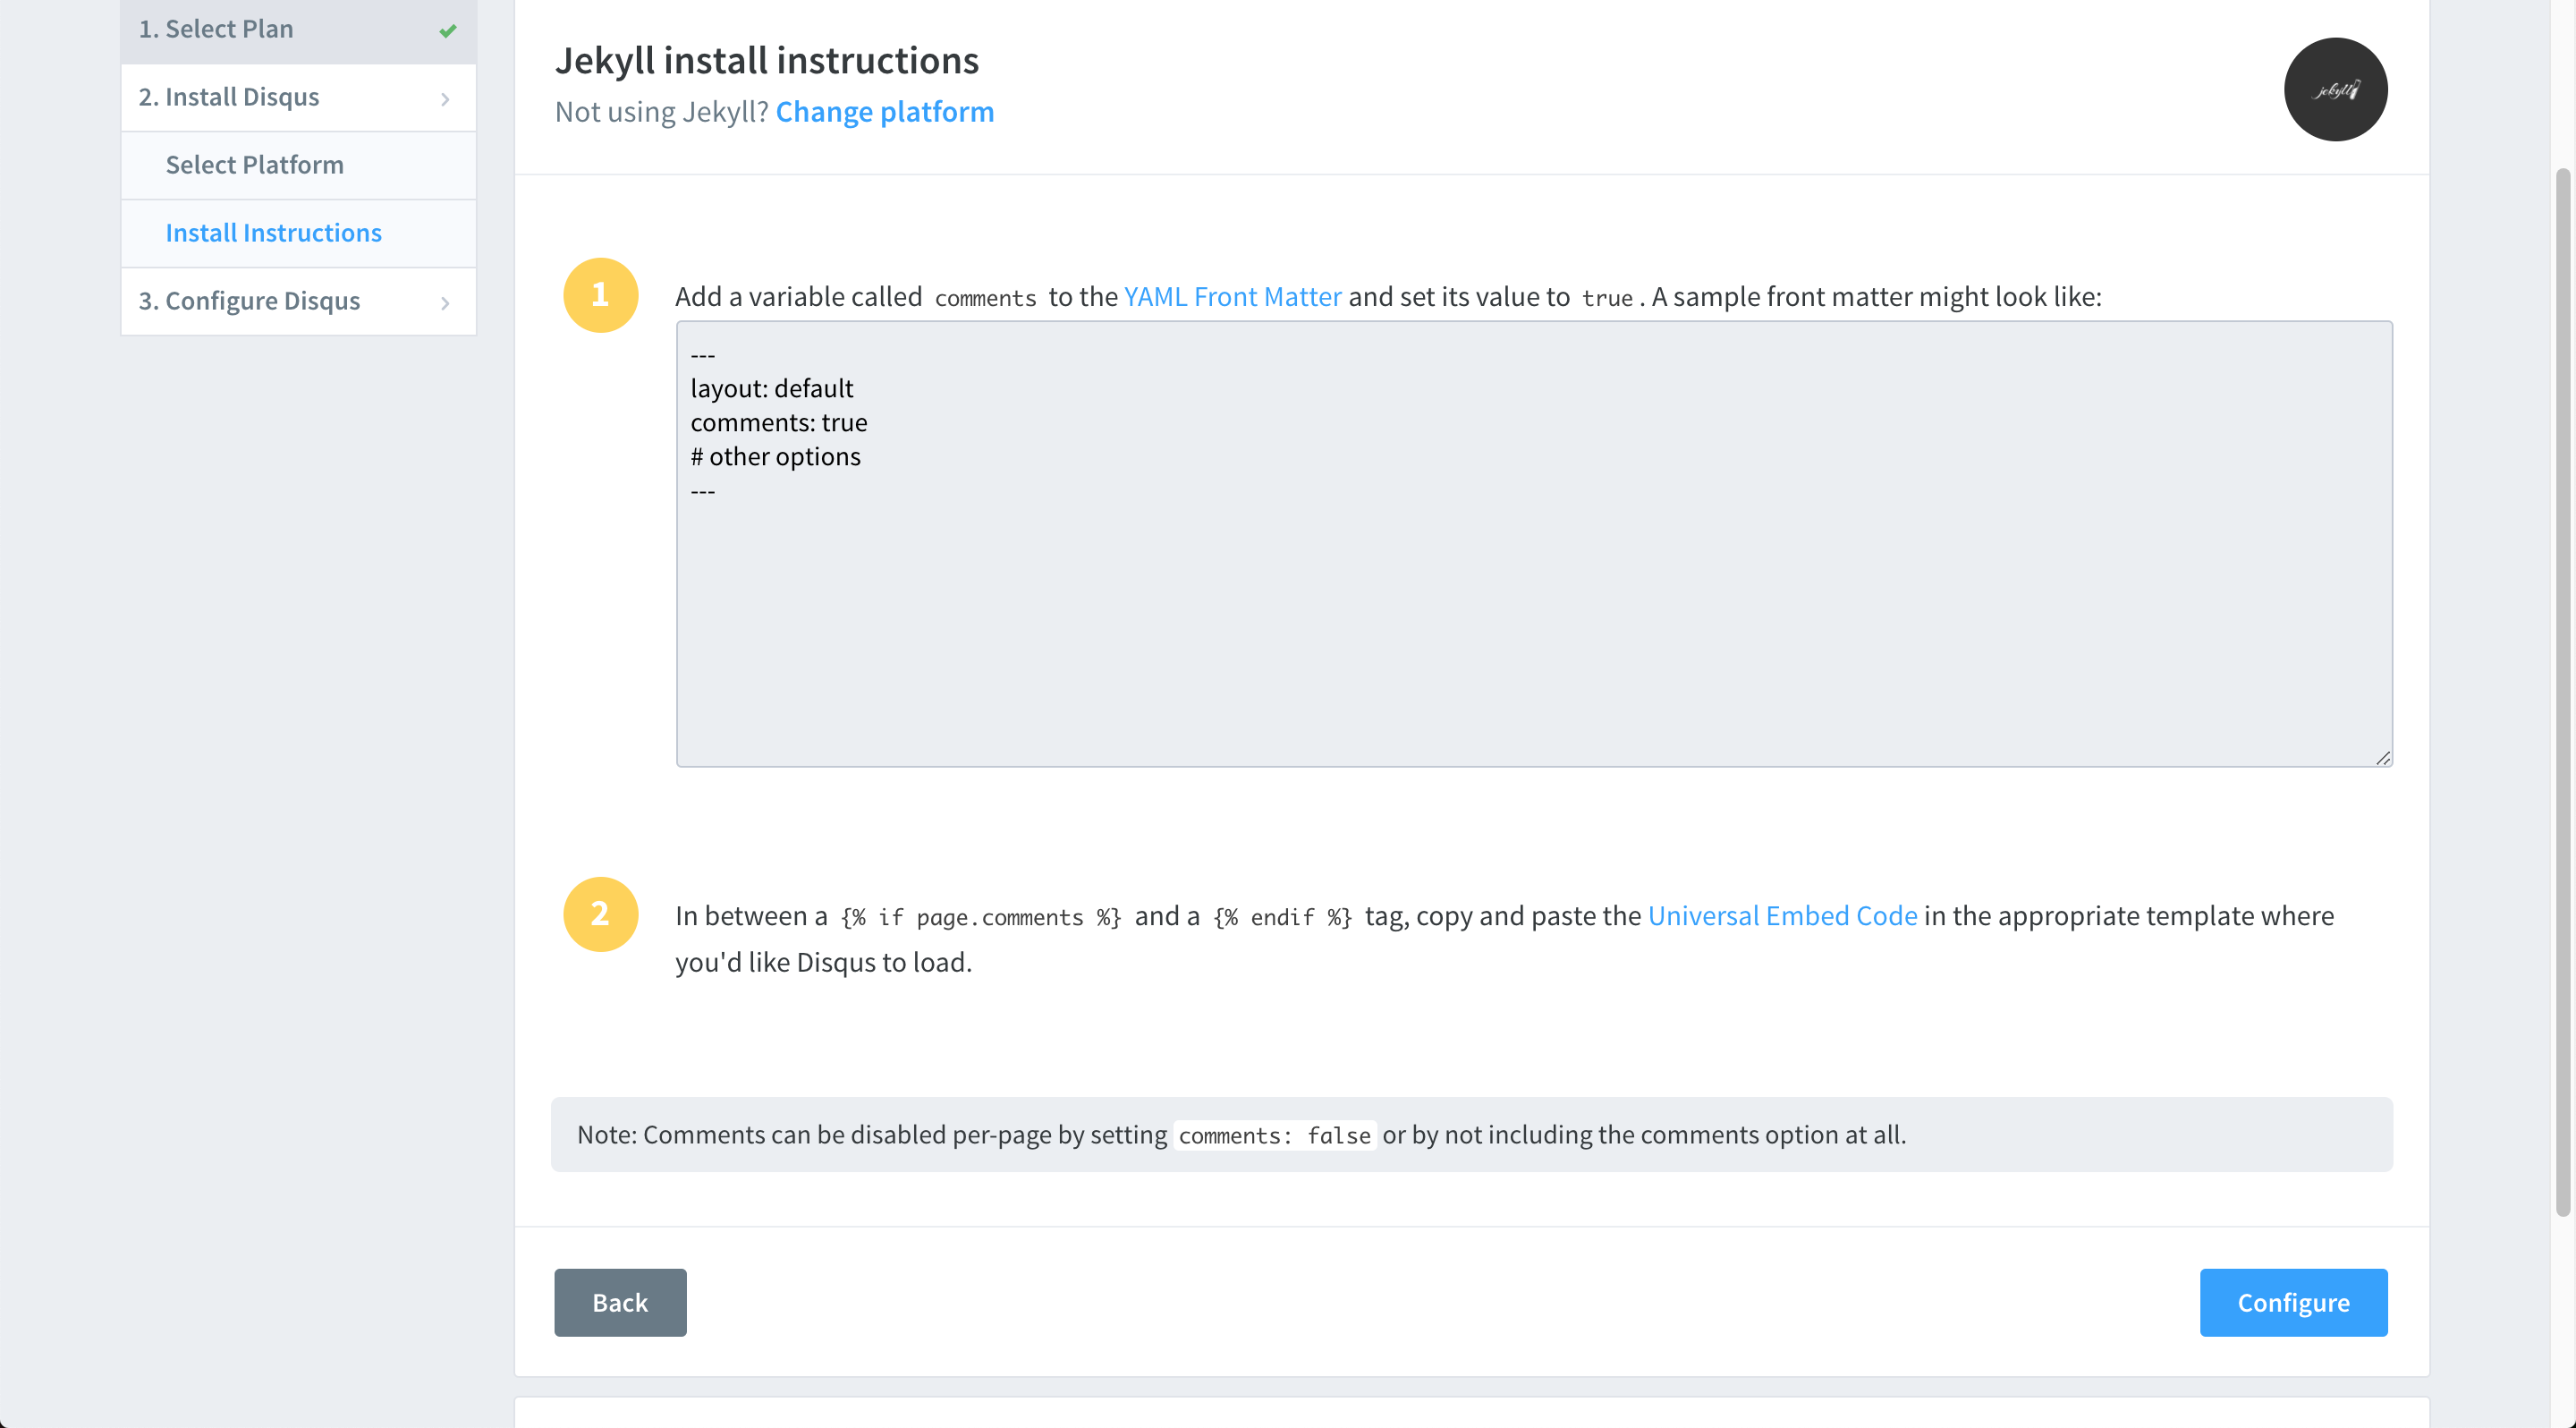 1. Select Plan
2. Install Disqus
Select Platform
Install Instructions
3. Configure Disqus
Jekyll install instructions
Not using Jekyll? Change platform
jekyll
1
Add a variable called comments to the YAML Front Matter and set its value to true. A sample front matter might look like:
---
layout: default
comments: true
# other options
---
2
In between a {% if page.comments %} and a {% endif %} tag, copy and paste the Universal Embed Code in the appropriate template where
you'd like Disqus to load.
Note: Comments can be disabled per-page by setting comments: false or by not including the comments option at all.
Back
Configure